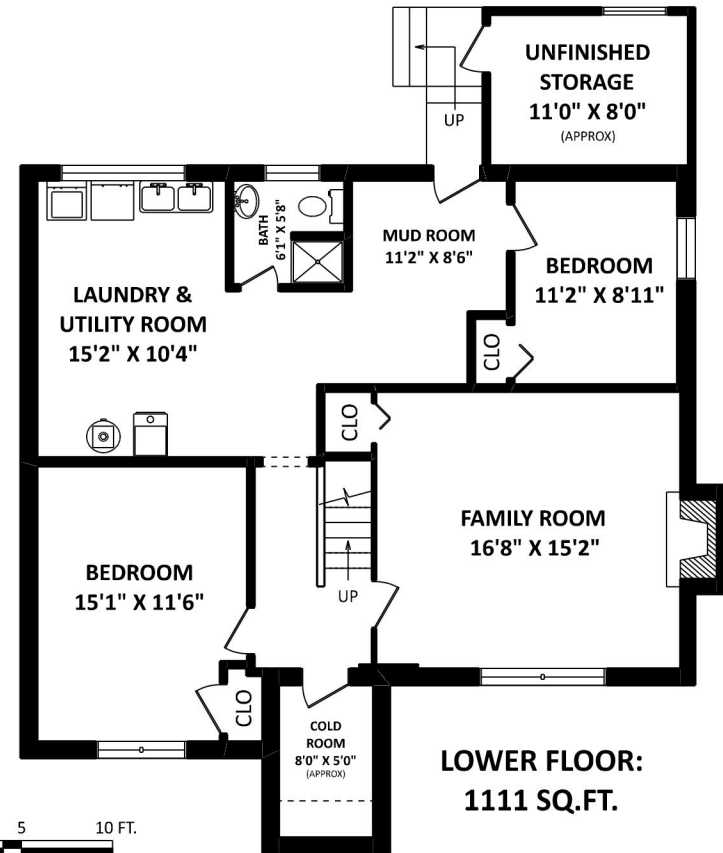 UNFINISHED
STORAGE
11'0" X 8'0"
(APPROX)
UP
BATH
6'1" X 5'8"
MUD ROOM
11'2" X 8'6"
BEDROOM
11'2" X 8'11"
LAUNDRY &
UTILITY ROOM
15'2" X 10'4"
CLO
CLO
FAMILY ROOM
16'8" X 15'2"
BEDROOM
15'1" X 11'6"
UP
CLO
COLD
ROOM
8'0" X 5'0"
(APPROX)
LOWER FLOOR:
1111 SQ.FT.
5 10 FT.